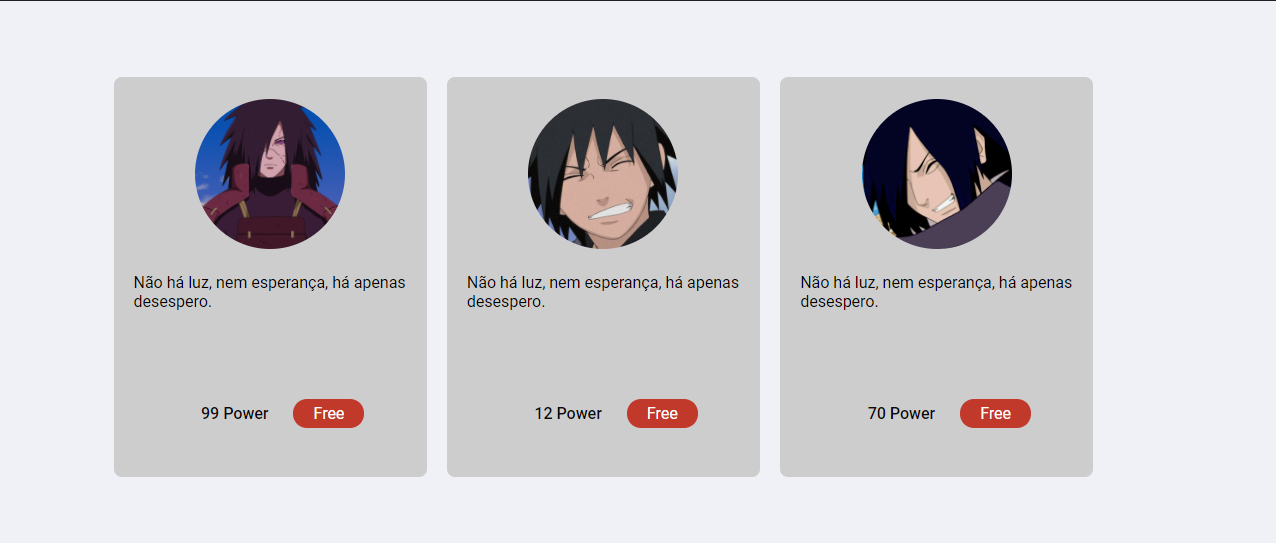 Não há luz, nem esperança, há apenas
desespero.
99 Power
Free
Não há luz, nem esperança, há apenas
desespero.
12 Power
Free
Não há luz, nem esperança, há apenas
desespero.
70 Power
Free